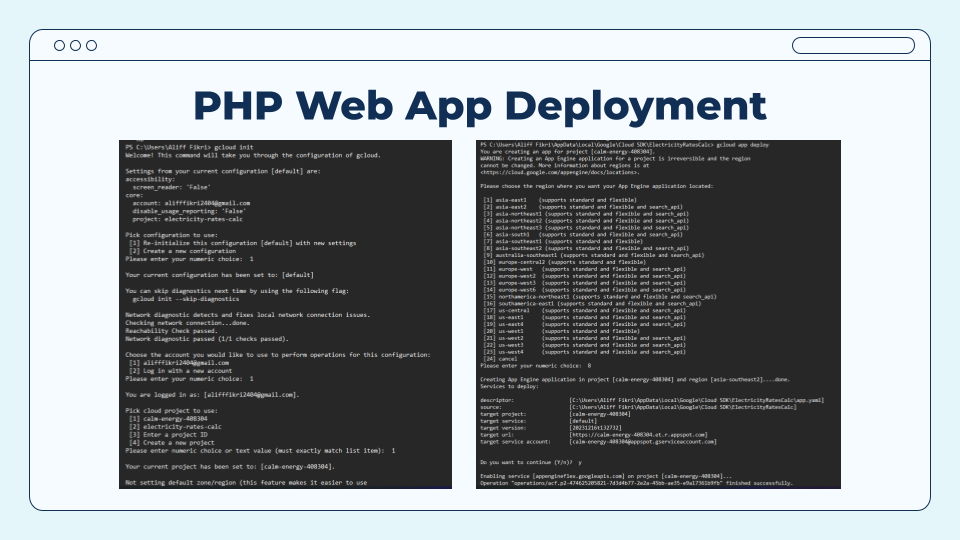 PHP Web App Deployment
PS C:\Users\Aliff Fikri> gcloud init
Welcome! This command will take you through the configuration of gcloud.
Settings from your current configuration [default] are:
accessibility:
screen_reader: 'False'
core:
account: alifffikri2404@gmail.com
disable_usage_reporting: 'False'
project: electricity-rates-calc
Pick configuration to use:
[1] Re-initialize this configuration [default] with new settings
[2] Create a new configuration
Please enter your numeric choice: 1
Your current configuration has been set to: [default]
You can skip diagnostics next time by using the following flag:
gcloud init --skip-diagnostics
Network diagnostic detects and fixes local network connection issues.
Checking network connection...done.
Reachability Check passed.
Network diagnostic passed (1/1 checks passed).
Choose the account you would like to use to perform operations for this configuration:
[1] alifffikri2404@gmail.com
[2] Log in with a new account
Please enter your numeric choice: 1
You are logged in as: [alifffikri2404@gmail.com].
Pick cloud project to use:
[1] calm-energy-408304
[2] electricity-rates-calc
[3] Enter a project ID
[4] Create a new project
Please enter numeric choice or text value (must exactly match list item): 1
Your current project has been set to: [calm-energy-408304].
Not setting default zone/region (this feature makes it easier to use
PS C:\Users\Aliff Fikri\AppData\Local\Google\Cloud SDK\ElectricityRatesCalc> gcloud app deploy
You are creating an app for project [calm-energy-408304].
WARNING: Creating an App Engine application for a project is irreversible and the region
cannot be changed. More information about regions is at
<https://cloud.google.com/appengine/docs/locations>.
Please choose the region where you want your App Engine application located:
[1] asia-east1 (supports standard and flexible)
[2] asia-east2 (supports standard and flexible and search_api)
[3] asia-northeast1 (supports standard and flexible and search_api)
[4] asia-northeast2 (supports standard and flexible and search_api)
[5] asia-northeast3 (supports standard and flexible and search_api)
[6] asia-south1 (supports standard and flexible and search_api)
[7] asia-southeast1 (supports standard and flexible)
[8] asia-southeast2 (supports standard and flexible and search_api)
[9] australia-southeast1 (supports standard and flexible and search_api)
[10] europe-central2 (supports standard and flexible)
[11] europe-west (supports standard and flexible and search_api)
[12] europe-west2 (supports standard and flexible and search_api)
[13] europe-west3 (supports standard and flexible and search_api)
[14] europe-west6 (supports standard and flexible and search_api)
[15] northamerica-northeast1 (supports standard and flexible and search_api)
[16] southamerica-east1 (supports standard and flexible and search_api)
[17] us-central (supports standard and flexible and search_api)
[18] us-east1 (supports standard and flexible and search_api)
[19] us-east4 (supports standard and flexible and search_api)
[20] us-west1 (supports standard and flexible)
[21] us-west2 (supports standard and flexible and search_api)
[22] us-west3 (supports standard and flexible and search_api)
[23] us-west4 (supports standard and flexible and search_api)
[24] cancel
Please enter your numeric choice: 8
Creating App Engine application in project [calm-energy-408304] and region [asia-southeast2]....done.
Services to deploy:
descriptor: [C:\Users\Aliff Fikri\AppData\Local\Google\Cloud SDK\ElectricityRatesCalc\app.yaml]
source: [C:\Users\Aliff Fikri\AppData\Local\Google\Cloud SDK\ElectricityRatesCalc]
target project: [calm-energy-408304]
target service: [default]
target version: [20231216t132732]
target url: [https://calm-energy-408304.et.r.appspot.com]
target service account: [calm-energy-408304@appspot.gserviceaccount.com]
Do you want to continue (Y/n)? y
Enabling service [appengineflex.googleapis.com] on project [calm-energy-408304]...
Operation finished successfully.